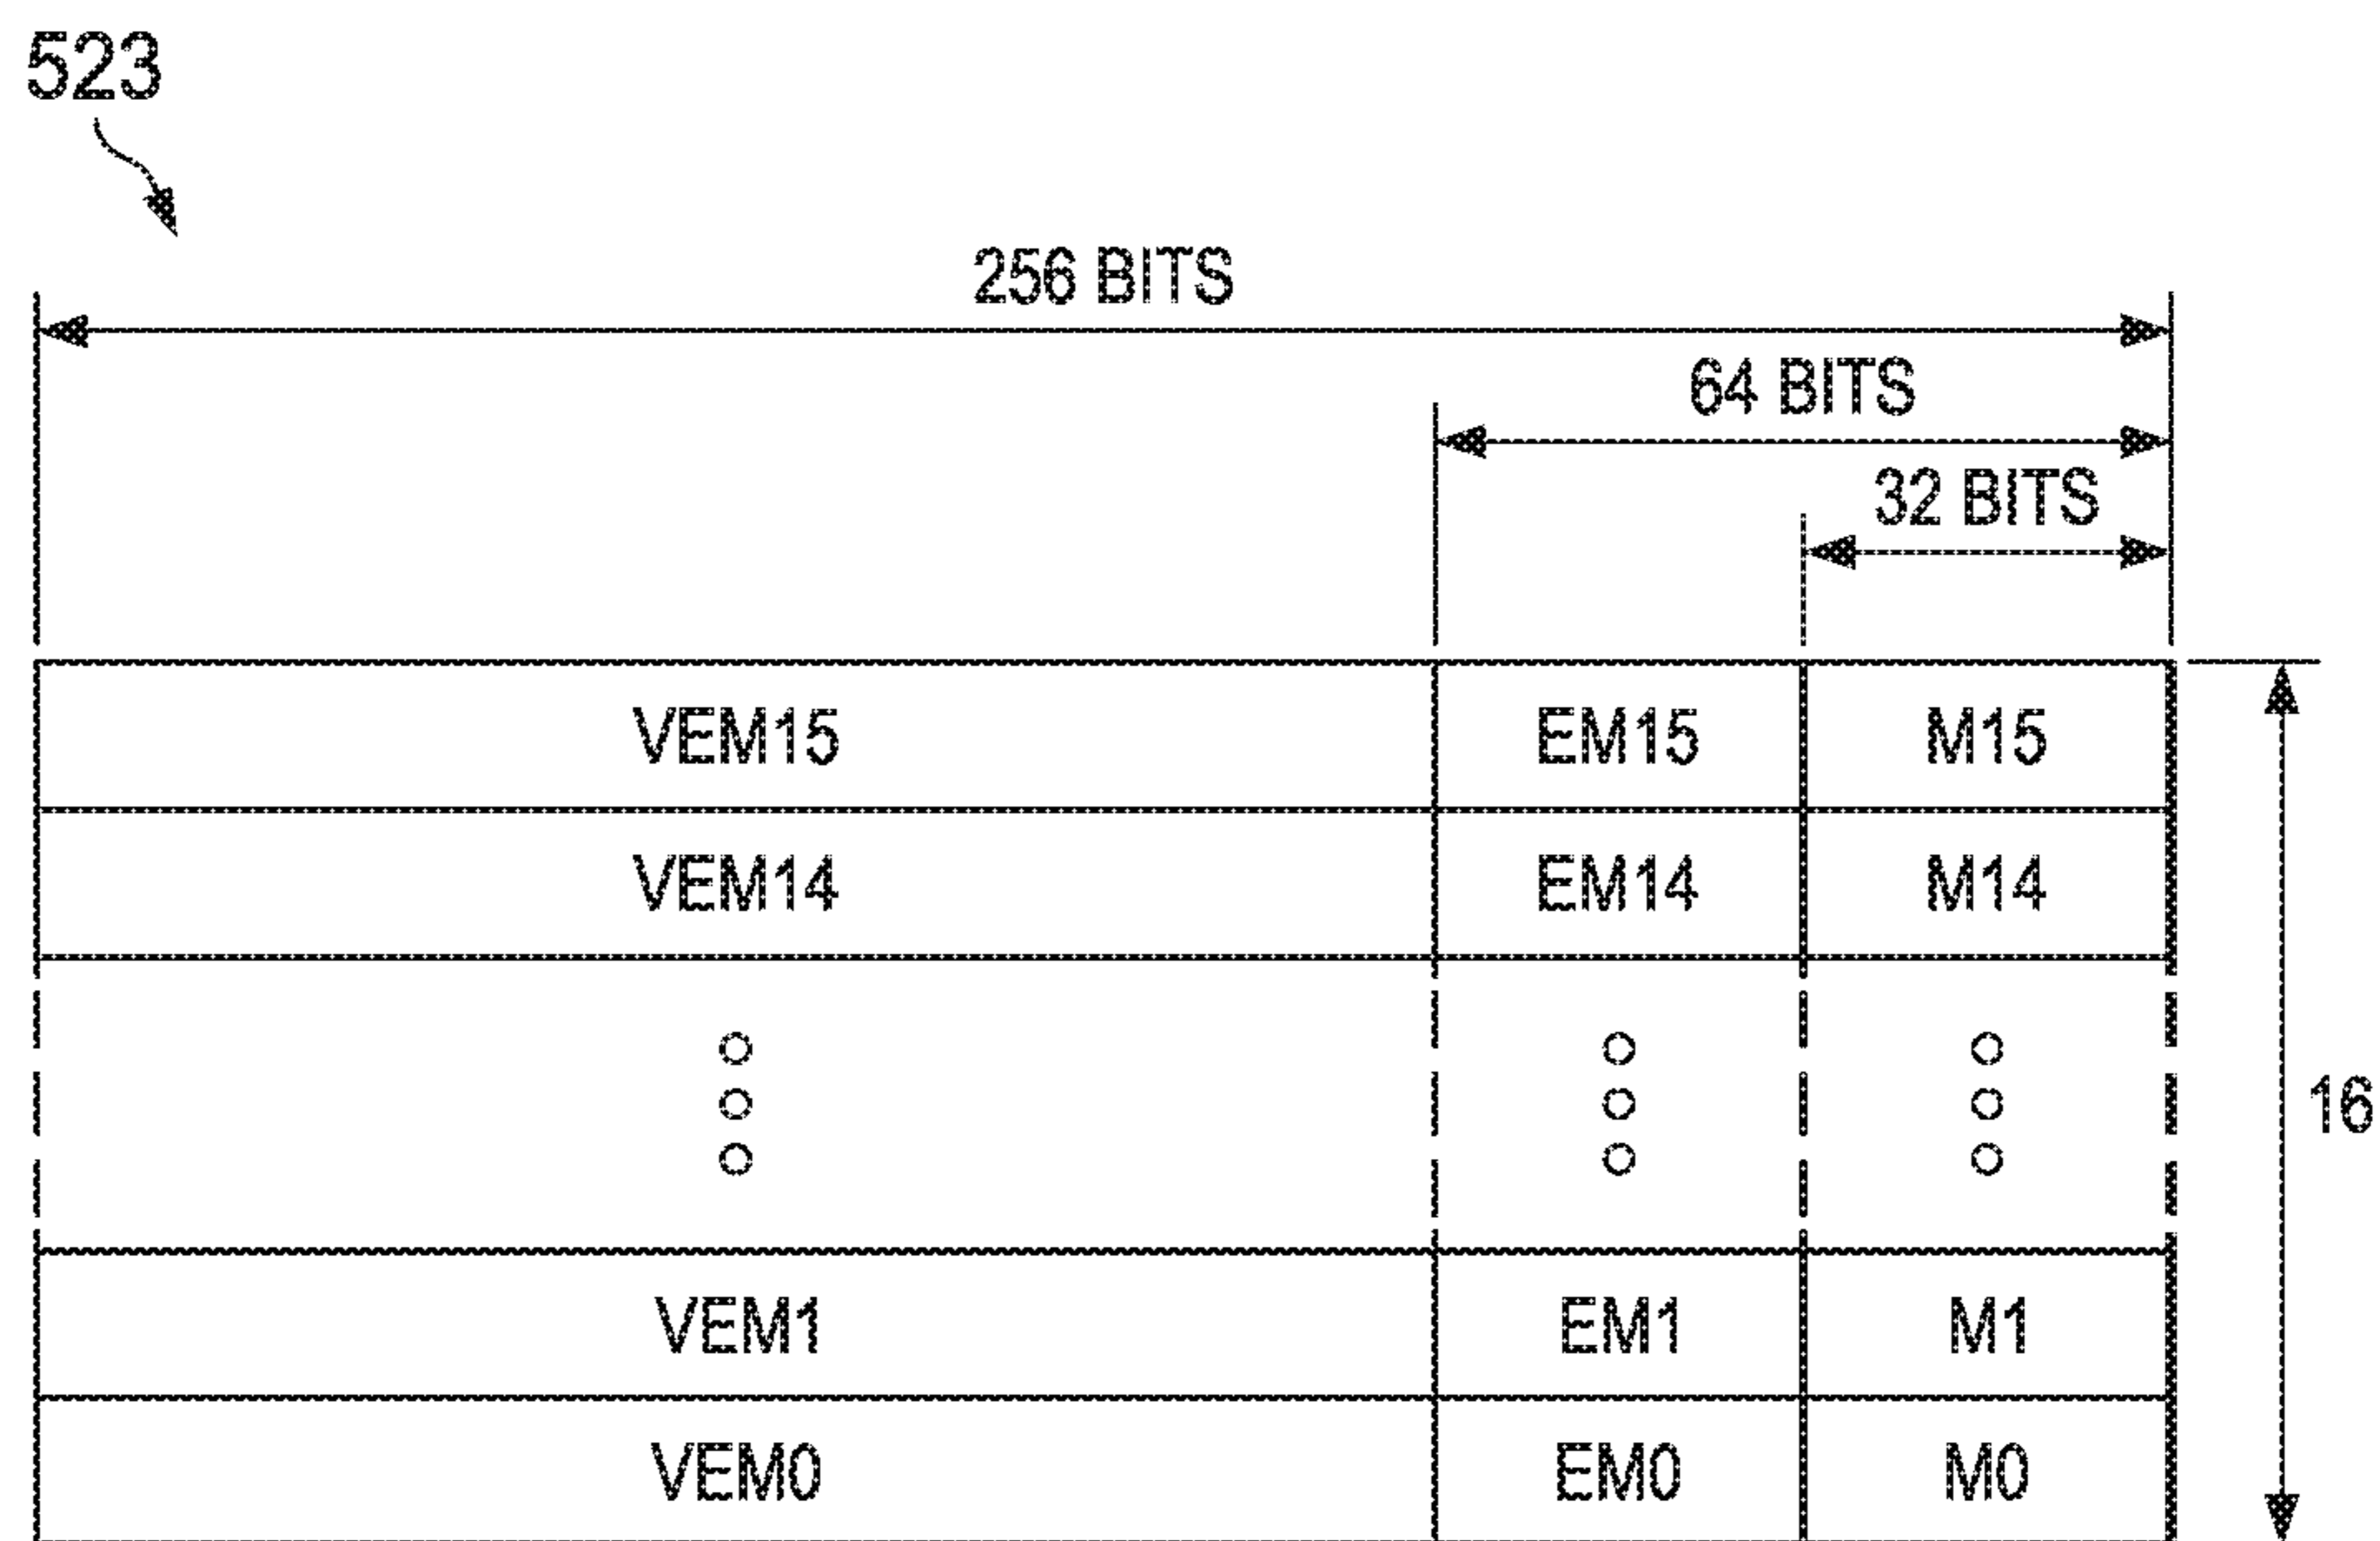 523
256 BITS
64 BITS
32 BITS
VEM15 EM15 M15
VEM14 EM14 M14
16
VEM1 EM1 M1
VEM0 EM0 M0